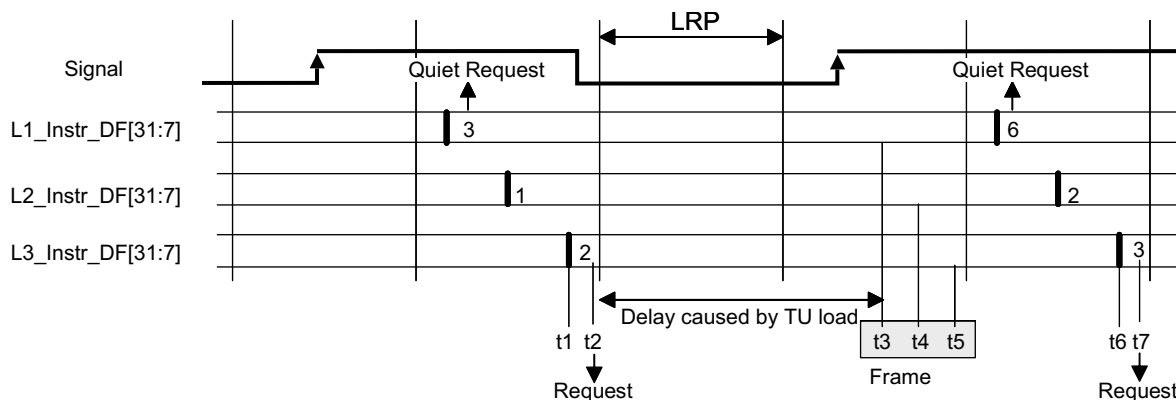 LRP
Signal
Quiet Request
Quiet Request
L1_Instr_DF[31:7]
3
6
L2_Instr_DF[31:7]
1
2
L3_Instr_DF[31:7]
2
3
Delay caused by TU load
t1 t2 t3 t4 t5 t6 t7
Frame
Request
Request